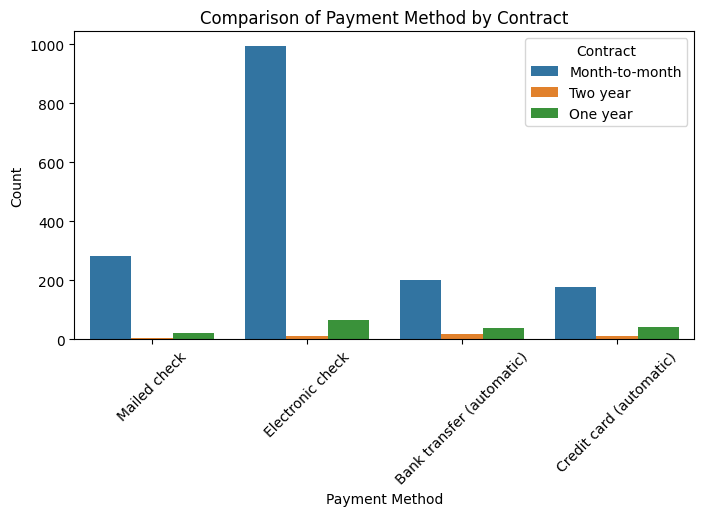 Comparison of Payment Method by Contract
Contract
Month-to-month
Two year
One year
Count
1000
800
600
400
200
0
Mailed check
Electronic check
Bank transfer (automatic)
Credit card (automatic)
Payment Method